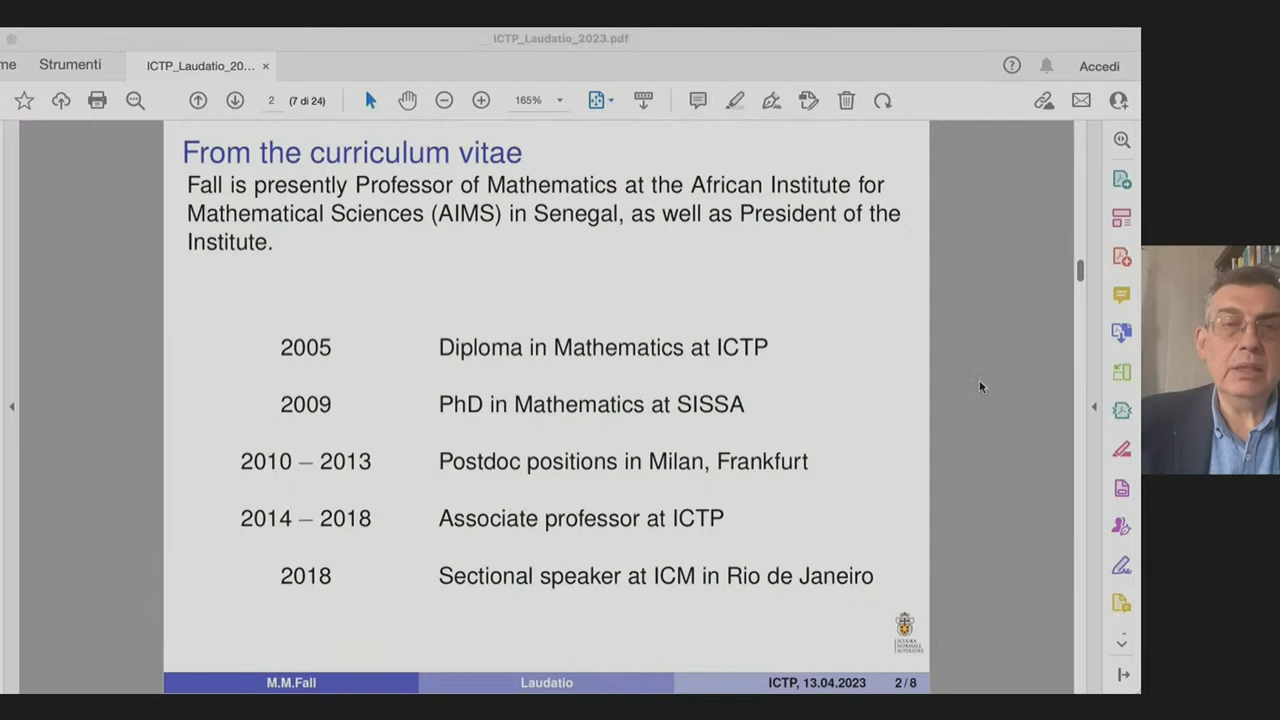 ICTP_Laudatio_2023.pdf
me
Strumenti
ICTP_Laudatio_20... ×
Accedi
2 (7 di 24)
165%
From the curriculum vitae
Fall is presently Professor of Mathematics at the African Institute for
Mathematical Sciences (AIMS) in Senegal, as well as President of the
Institute.
2005 Diploma in Mathematics at ICTP
2009 PhD in Mathematics at SISSA
2010 – 2013 Postdoc positions in Milan, Frankfurt
2014 – 2018 Associate professor at ICTP
2018 Sectional speaker at ICM in Rio de Janeiro
SCUOLA
NORMALE
SUPERIORE
M.M.Fall Laudatio ICTP, 13.04.2023 2 / 8